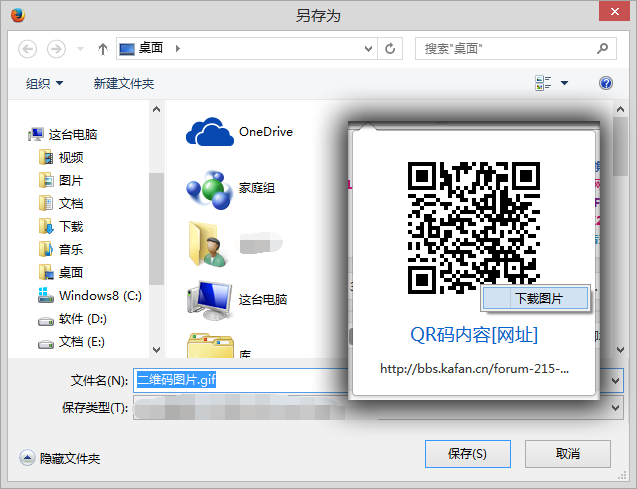 另存为
桌面
搜索"桌面"
组织
新建文件夹
这台电脑
视频
图片
文档
下载
音乐
桌面
Windows8 (C:)
软件 (D:)
文档 (E:)
OneDrive
家庭组
这台电脑
库
下载图片
QR码内容[网址]
http://bbs.kafan.cn/forum-215-...
文件名(N):
二维码图片.gif
保存类型(T):
隐藏文件夹
保存(S)
取消